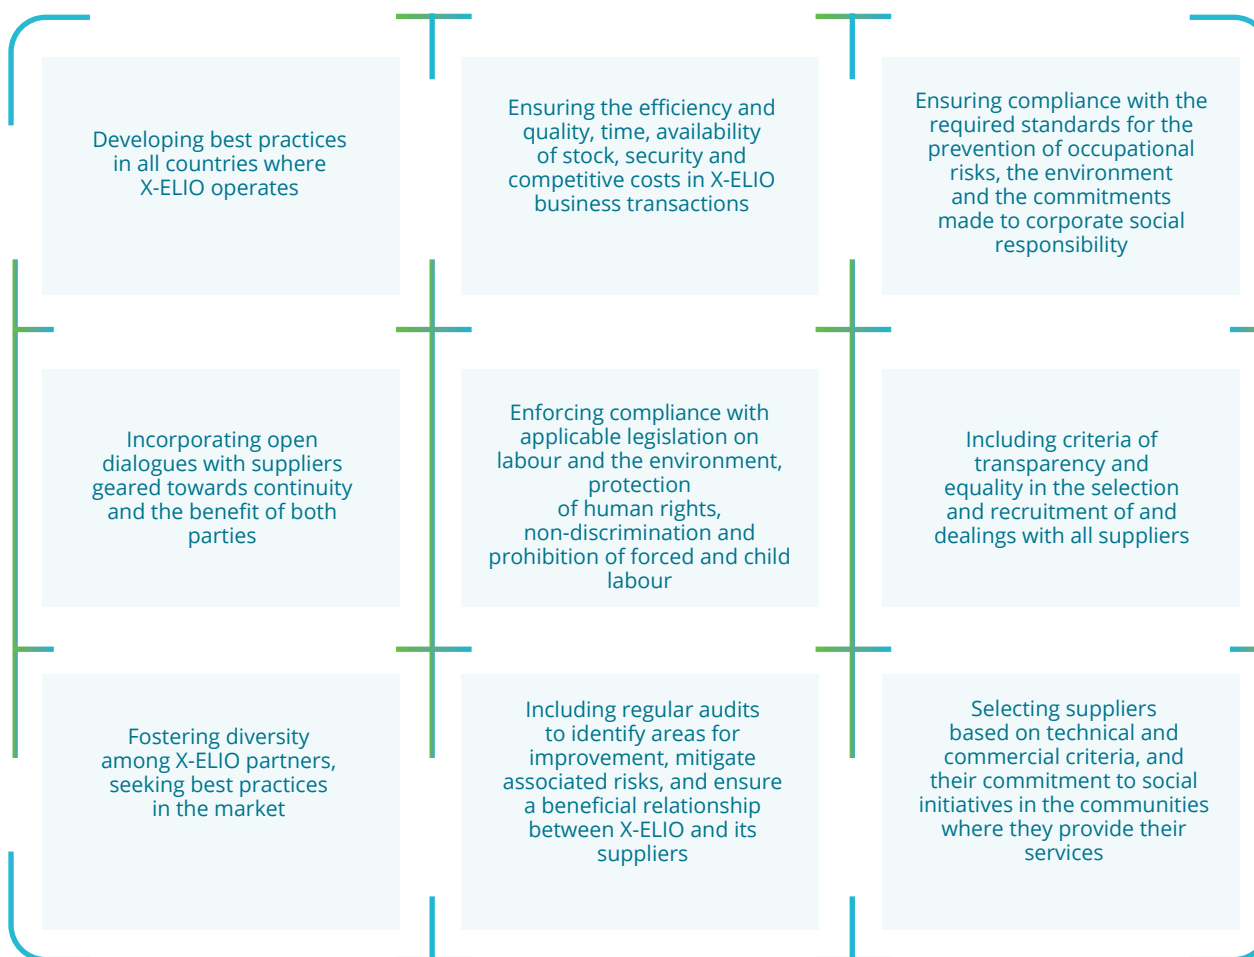 Developing best practices
in all countries where
X-ELIO operates
Ensuring the efficiency and
quality, time, availability
of stock, security and
competitive costs in X-ELIO
business transactions
Ensuring compliance with the
required standards for the
prevention of occupational
risks, the environment
and the commitments
made to corporate social
responsibility
Incorporating open
dialogues with suppliers
geared towards continuity
and the benefit of both
parties
Enforcing compliance with
applicable legislation on
labour and the environment,
protection
of human rights,
non-discrimination and
prohibition of forced and child
labour
Including criteria of
transparency and
equality in the selection
and recruitment of and
dealings with all suppliers
Fostering diversity
among X-ELIO partners,
seeking best practices
in the market
Including regular audits
to identify areas for
improvement, mitigate
associated risks, and ensure
a beneficial relationship
between X-ELIO and its
suppliers
Selecting suppliers
based on technical and
commercial criteria, and
their commitment to social
initiatives in the communities
where they provide their
services